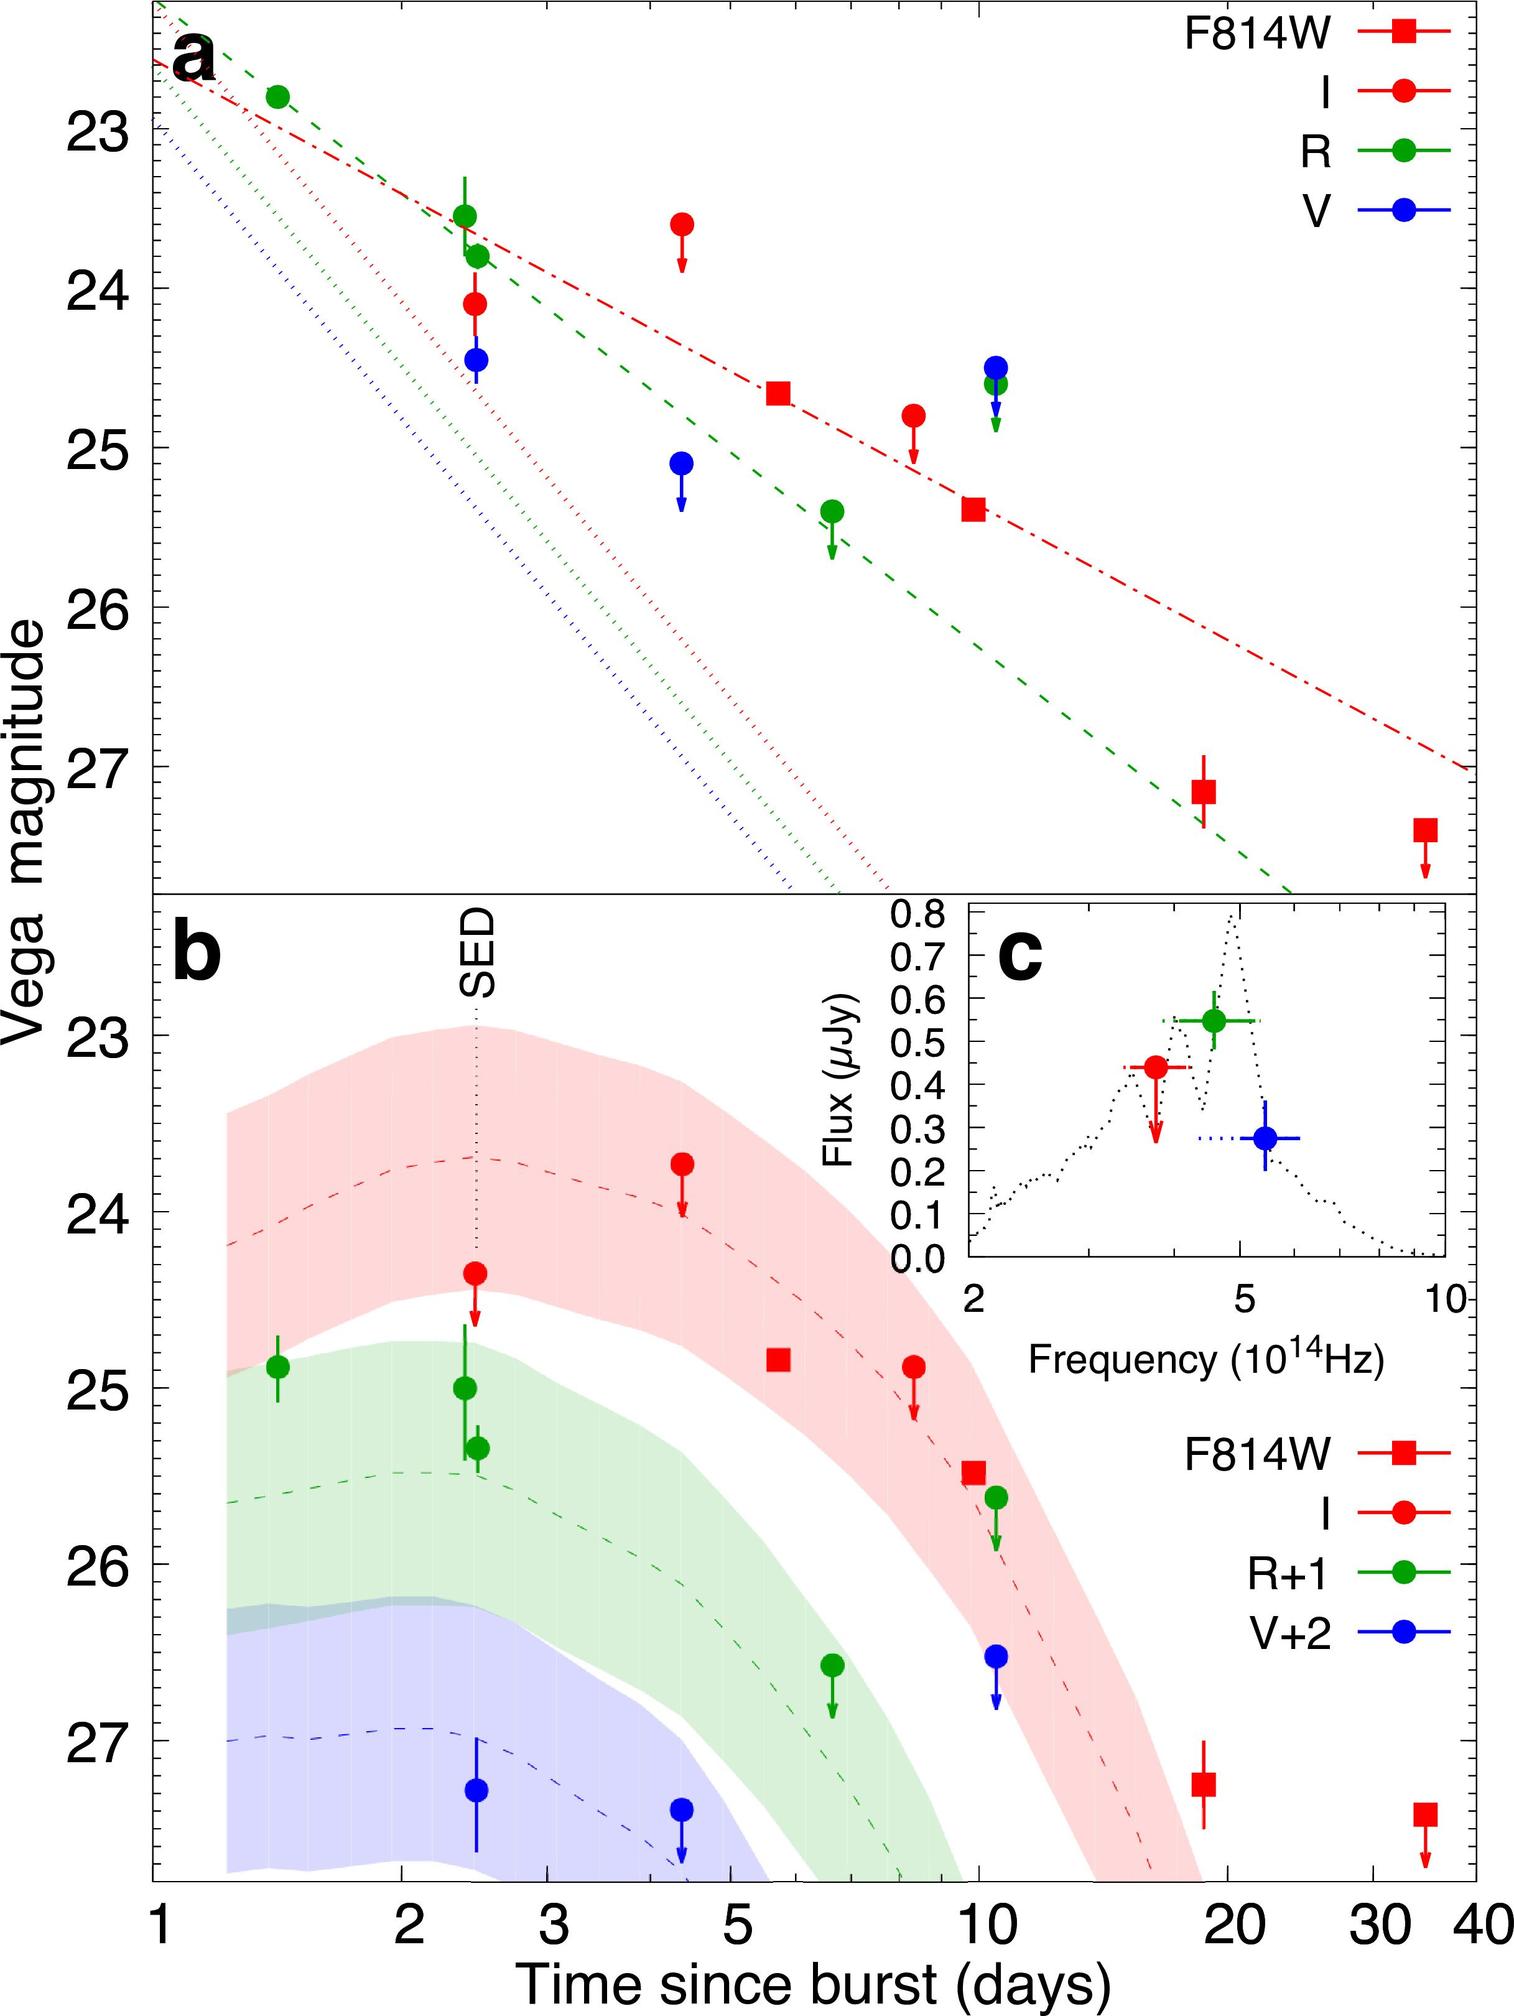 a
F814W
I
R
V
23
24
25
26
27
Vega magnitude
b
SED
23
24
25
26
27
c
0.8
0.7
0.6
0.5
0.4
0.3
0.2
0.1
0.0
Flux (μJy)
2 5 10
Frequency (10¹⁴Hz)
F814W
I
R+1
V+2
1 2 3 5 10 20 30 40
Time since burst (days)